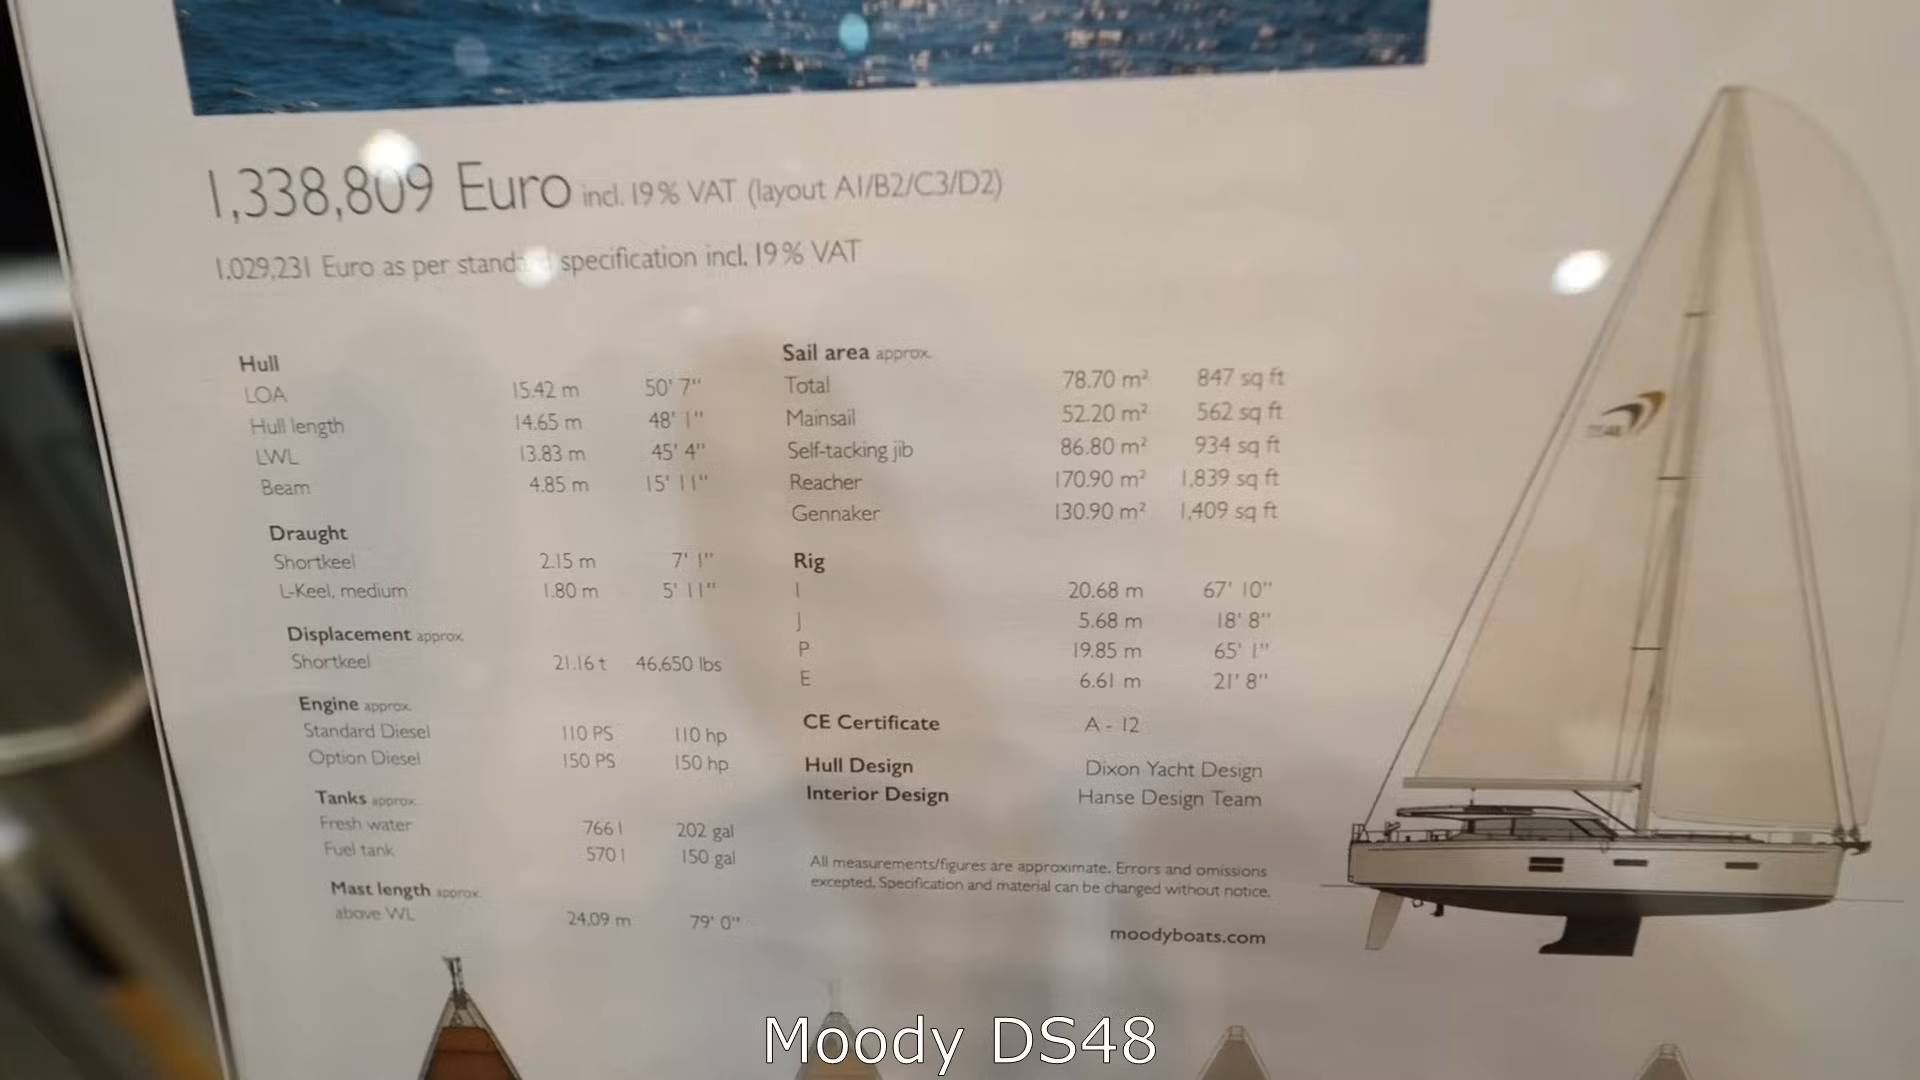 1,338,809 Euro incl. 19% VAT (layout A1/B2/C3/D2)
1.029,231 Euro as per standard specification incl. 19% VAT
Hull
LOA 15.42 m 50' 7"
Hull length 14.65 m 48' 1"
LWL 13.83 m 45' 4"
Beam 4.85 m 15' 11"
Draught
Shortkeel 2.15 m 7' 1"
L-Keel, medium 1.80 m 5' 11"
Displacement approx.
Shortkeel 21.16 t 46,650 lbs
Engine approx.
Standard Diesel 110 PS 110 hp
Option Diesel 150 PS 150 hp
Tanks approx.
Fresh water 766 l 202 gal
Fuel tank 570 l 150 gal
Mast length approx.
above WL 24,09 m 79' 0"
Sail area approx.
Total 78.70 m² 847 sq ft
Mainsail 52.20 m² 562 sq ft
Self-tacking jib 86.80 m² 934 sq ft
Reacher 170.90 m² 1,839 sq ft
Gennaker 130.90 m² 1,409 sq ft
Rig
I 20.68 m 67' 10"
J 5.68 m 18' 8"
P 19.85 m 65' 1"
E 6.61 m 21' 8"
CE Certificate A - 12
Hull Design Dixon Yacht Design
Interior Design Hanse Design Team
All measurements/figures are approximate. Errors and omissions
excepted. Specification and material can be changed without notice.
moodyboats.com
DS48
Moody DS48